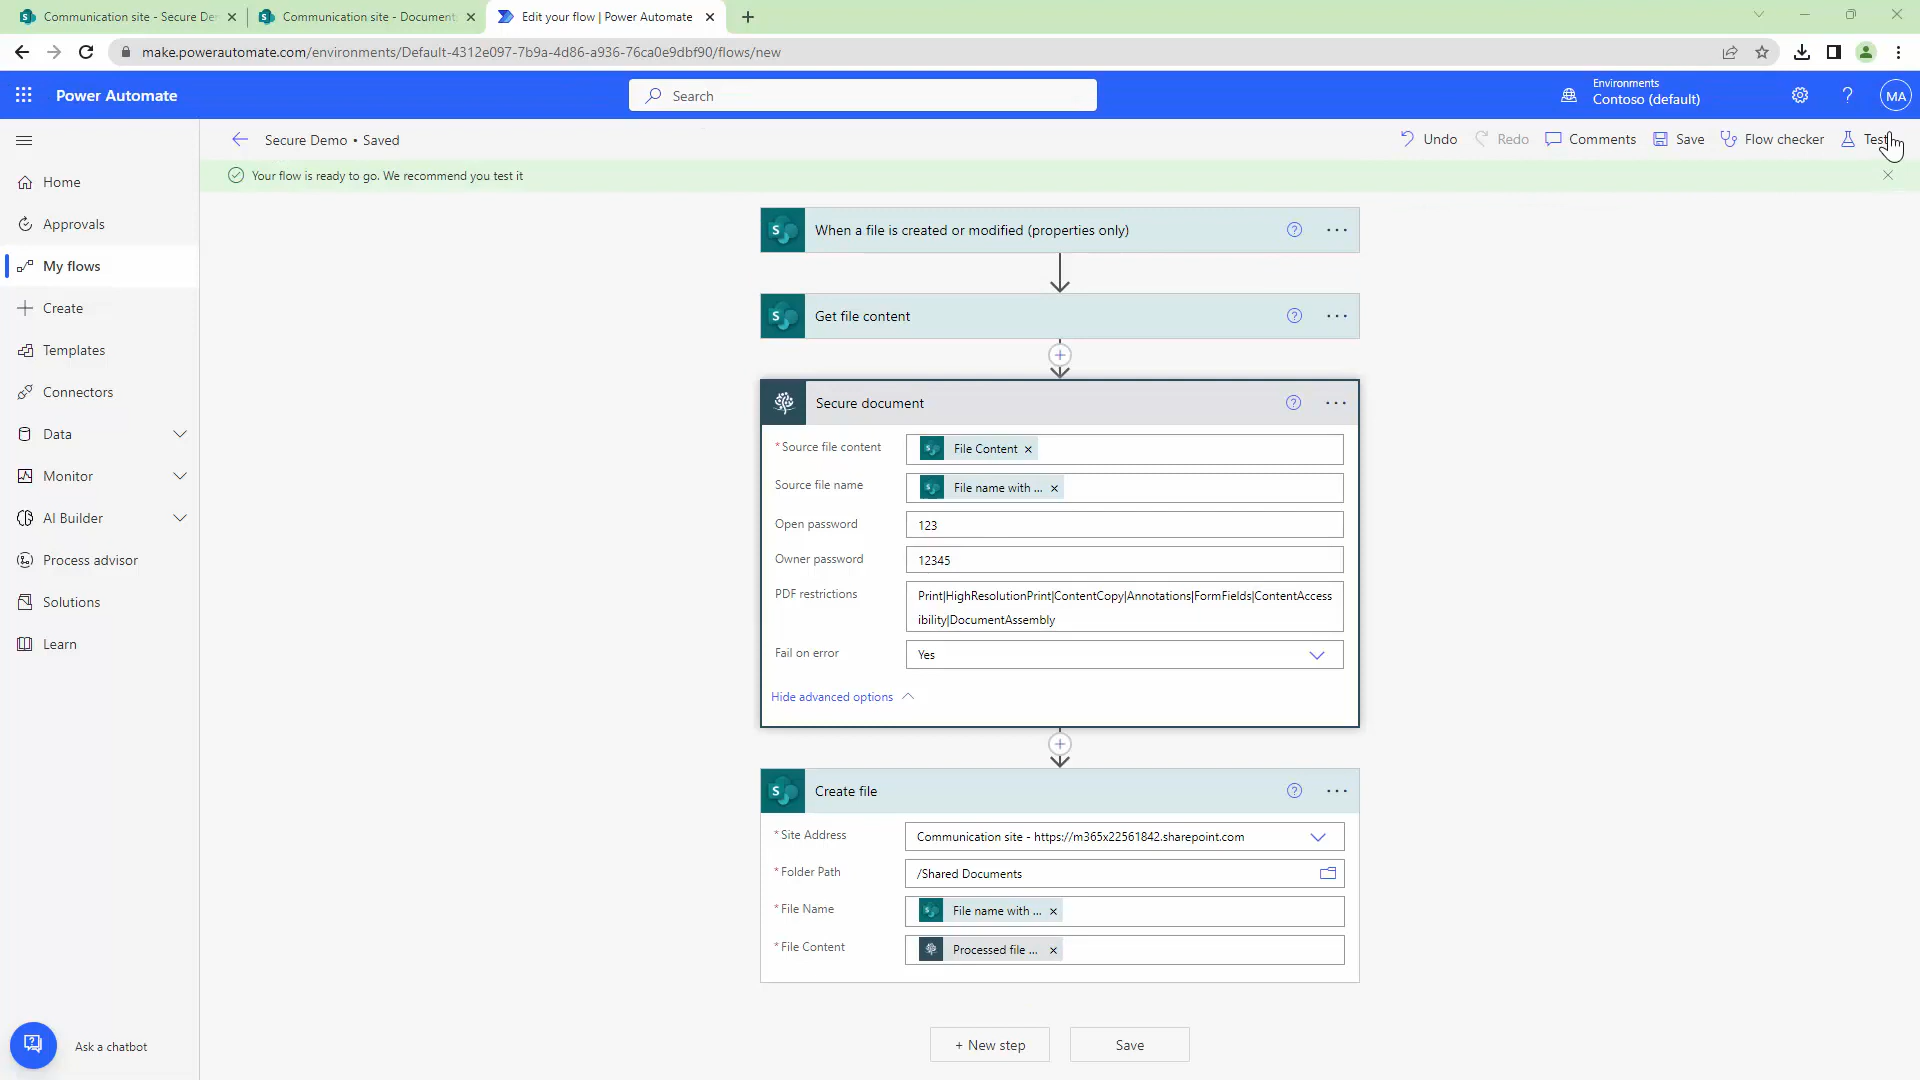 Communication site - Secure De
Communication site - Document
Edit your flow | Power Automate
make.powerautomate.com/environments/Default-4312e097-7b9a-4d86-a936-76ca0e9dbf90/flows/new
Power Automate
Search
Environments
Contoso (default)
MA
Secure Demo • Saved
Undo
Redo
Comments
Save
Flow checker
Test
Your flow is ready to go. We recommend you test it
Home
Approvals
My flows
Create
Templates
Connectors
Data
Monitor
AI Builder
Process advisor
Solutions
Learn
Ask a chatbot
When a file is created or modified (properties only)
Get file content
Secure document
*Source file content
File Content
Source file name
File name with ...
Open password
123
Owner password
12345
PDF restrictions
Print|HighResolutionPrint|ContentCopy|Annotations|FormFields|ContentAccess
ibility|DocumentAssembly
Fail on error
Yes
Hide advanced options
Create file
*Site Address
Communication site - https://m365x22561842.sharepoint.com
*Folder Path
/Shared Documents
*File Name
File name with ...
*File Content
Processed file ...
+ New step
Save